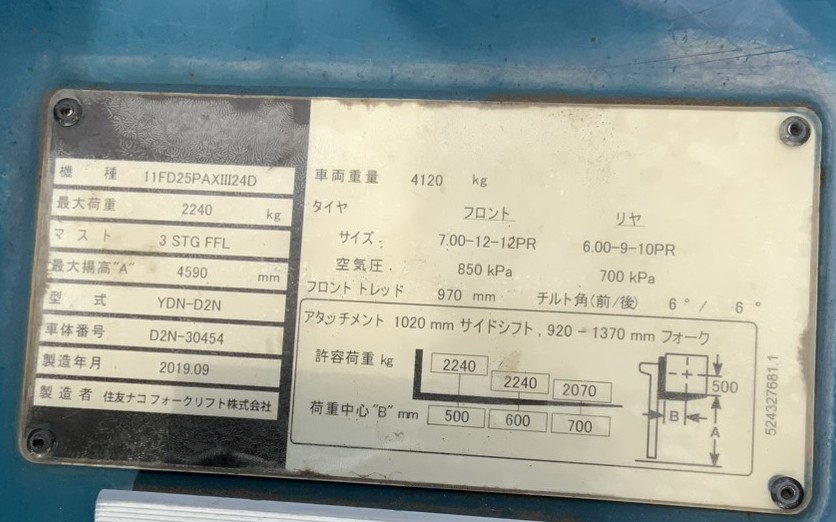 機 種 11FD25PAXIII24D
最大荷重 2240 kg
マ ス ト 3 STG FFL
最大揚高"A" 4590 mm
型 式 YDN-D2N
車体番号 D2N-30454
製造年月 2019.09
製造者 住友ナコ フォークリフト株式会社
車両重量 4120 kg
タイヤ フロント リヤ
サイズ. 7.00-12-12PR 6.00-9-10PR
空気圧. 850 kPa 700 kPa
フロント トレッド 970 mm チルト角(前/後) 6°/ 6°
アタッチメント 1020 mm サイドシフト, 920 - 1370 mm フォーク
許容荷重 kg 2240 2240 2070
荷重中心"B" mm 500 600 700
500
B A
524327681.1